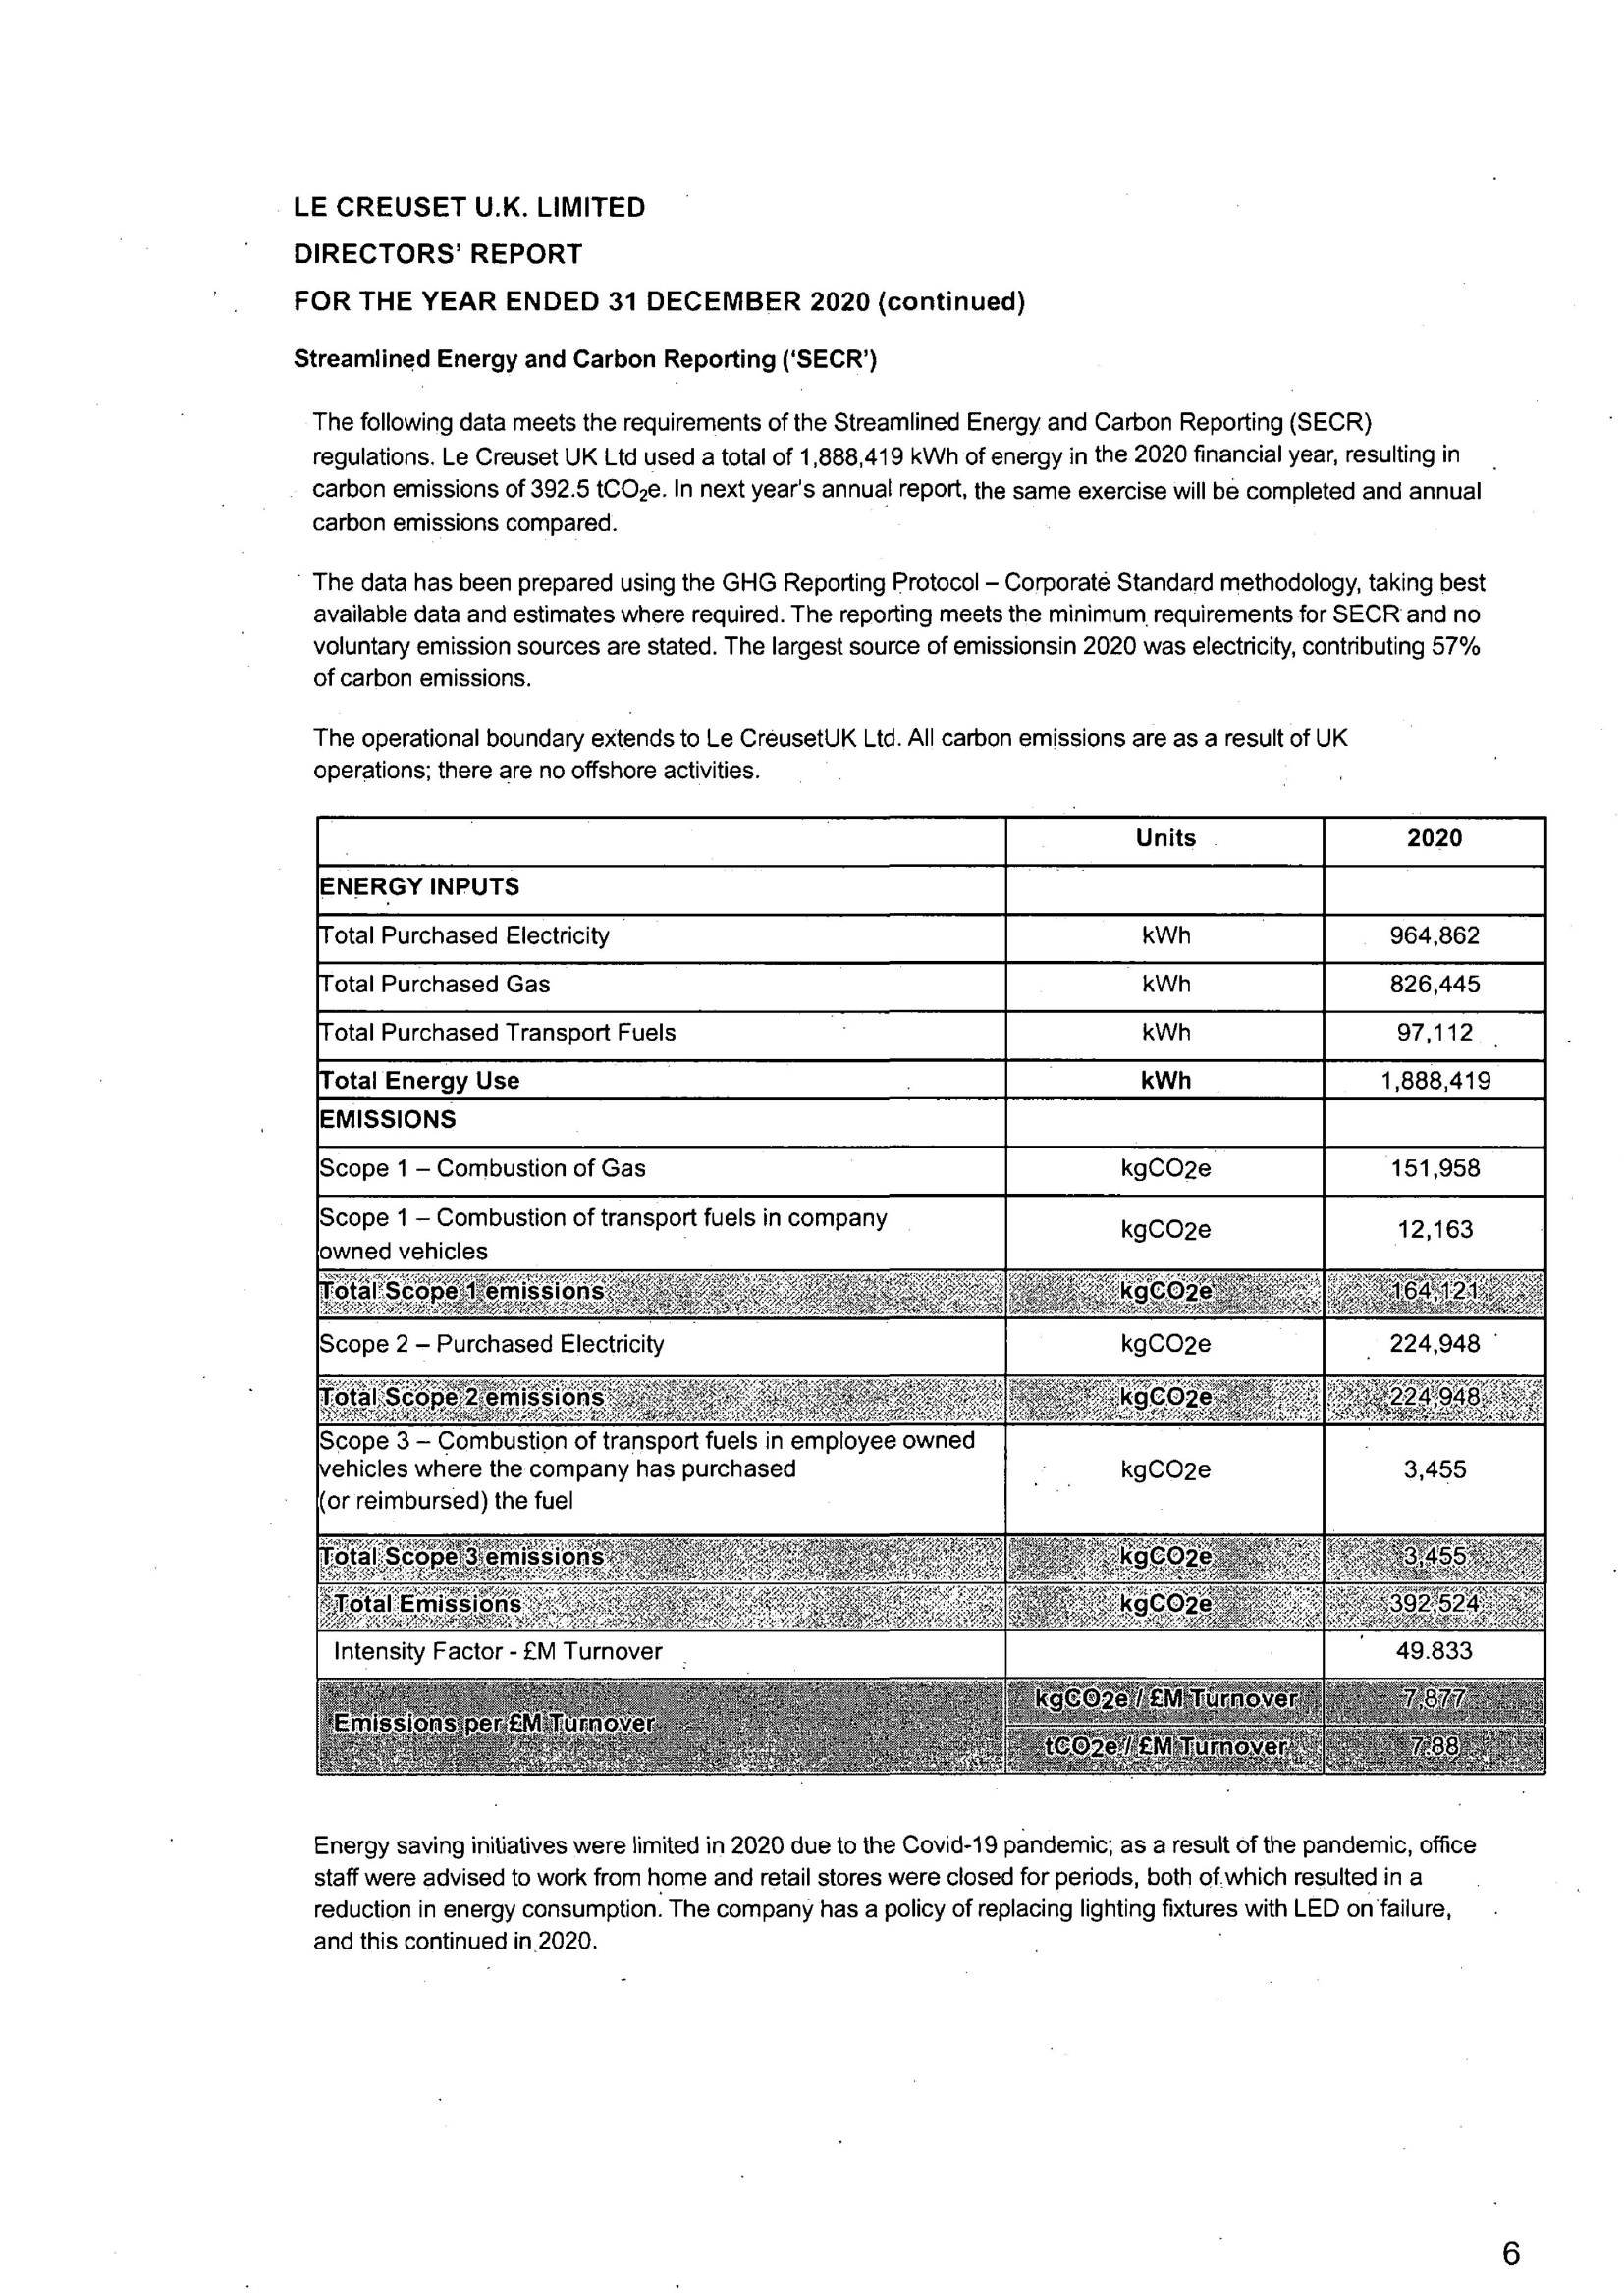 LE CREUSET U.K. LIMITED
DIRECTORS' REPORT
FOR THE YEAR ENDED 31 DECEMBER 2020 (continued)
Streamlined Energy and Carbon Reporting ('SECR')
The following data meets the requirements of the Streamlined Energy and Carbon Reporting (SECR)
regulations. Le Creuset UK Ltd used a total of 1,888,419 kWh of energy in the 2020 financial year, resulting in
carbon emissions of 392.5 tCO₂e. In next year's annual report, the same exercise will be completed and annual
carbon emissions compared.
The data has been prepared using the GHG Reporting Protocol – Corporate Standard methodology, taking best
available data and estimates where required. The reporting meets the minimum requirements for SECR and no
voluntary emission sources are stated. The largest source of emissionsin 2020 was electricity, contributing 57%
of carbon emissions.
The operational boundary extends to Le CreusetUK Ltd. All carbon emissions are as a result of UK
operations; there are no offshore activities.
Units 2020
ENERGY INPUTS
Total Purchased Electricity kWh 964,862
Total Purchased Gas kWh 826,445
Total Purchased Transport Fuels kWh 97,112
Total Energy Use kWh 1,888,419
EMISSIONS
Scope 1 – Combustion of Gas kgCO2e 151,958
Scope 1 – Combustion of transport fuels in company
owned vehicles kgCO2e 12,163
Total Scope 1 emissions kgCO2e 164,121
Scope 2 – Purchased Electricity kgCO2e 224,948
Total Scope 2 emissions kgCO2e 224,948
Scope 3 – Combustion of transport fuels in employee owned
vehicles where the company has purchased kgCO2e 3,455
(or reimbursed) the fuel
Total Scope 3 emissions kgCO2e 3,455
Total Emissions kgCO2e 392,524
Intensity Factor - £M Turnover 49.833
Emissions per £M Turnover kgCO2e / £M Turnover 7,877
tCO2e / £M Turnover 7.88
Energy saving initiatives were limited in 2020 due to the Covid-19 pandemic; as a result of the pandemic, office
staff were advised to work from home and retail stores were closed for periods, both of which resulted in a
reduction in energy consumption. The company has a policy of replacing lighting fixtures with LED on failure,
and this continued in 2020.
6